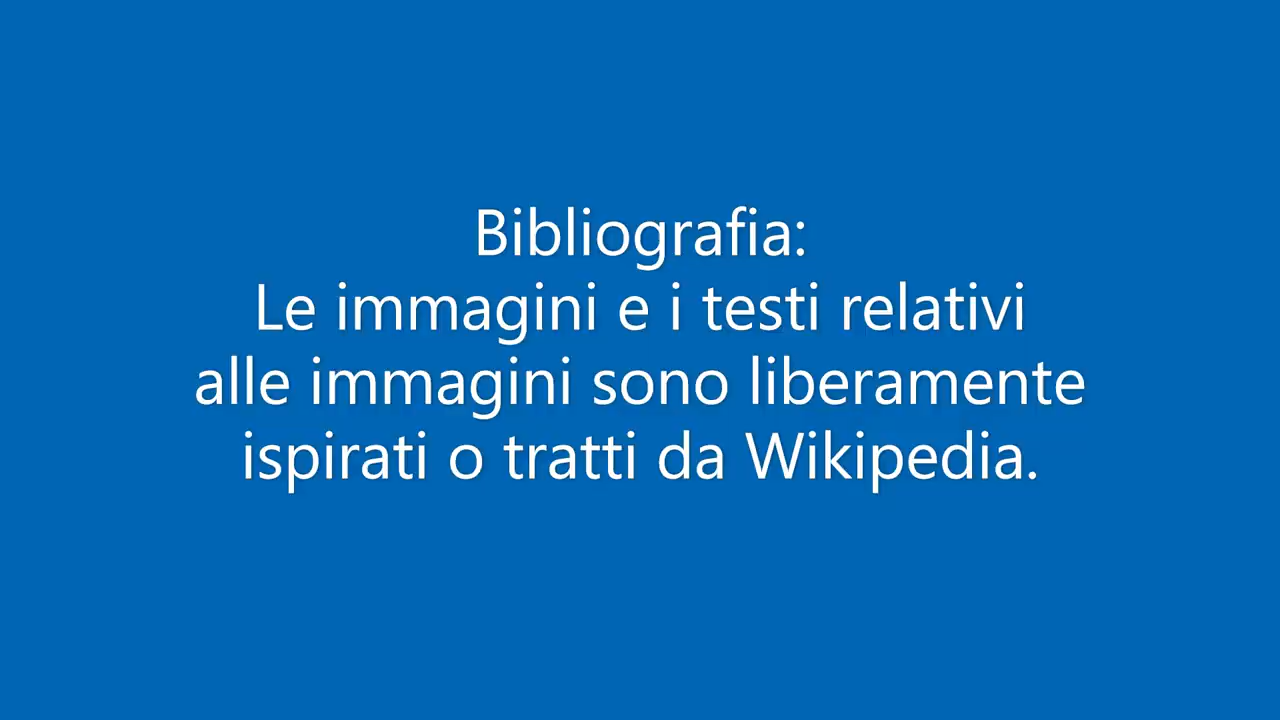 Bibliografia:
Le immagini e i testi relativi
alle immagini sono liberamente
ispirati o tratti da Wikipedia.